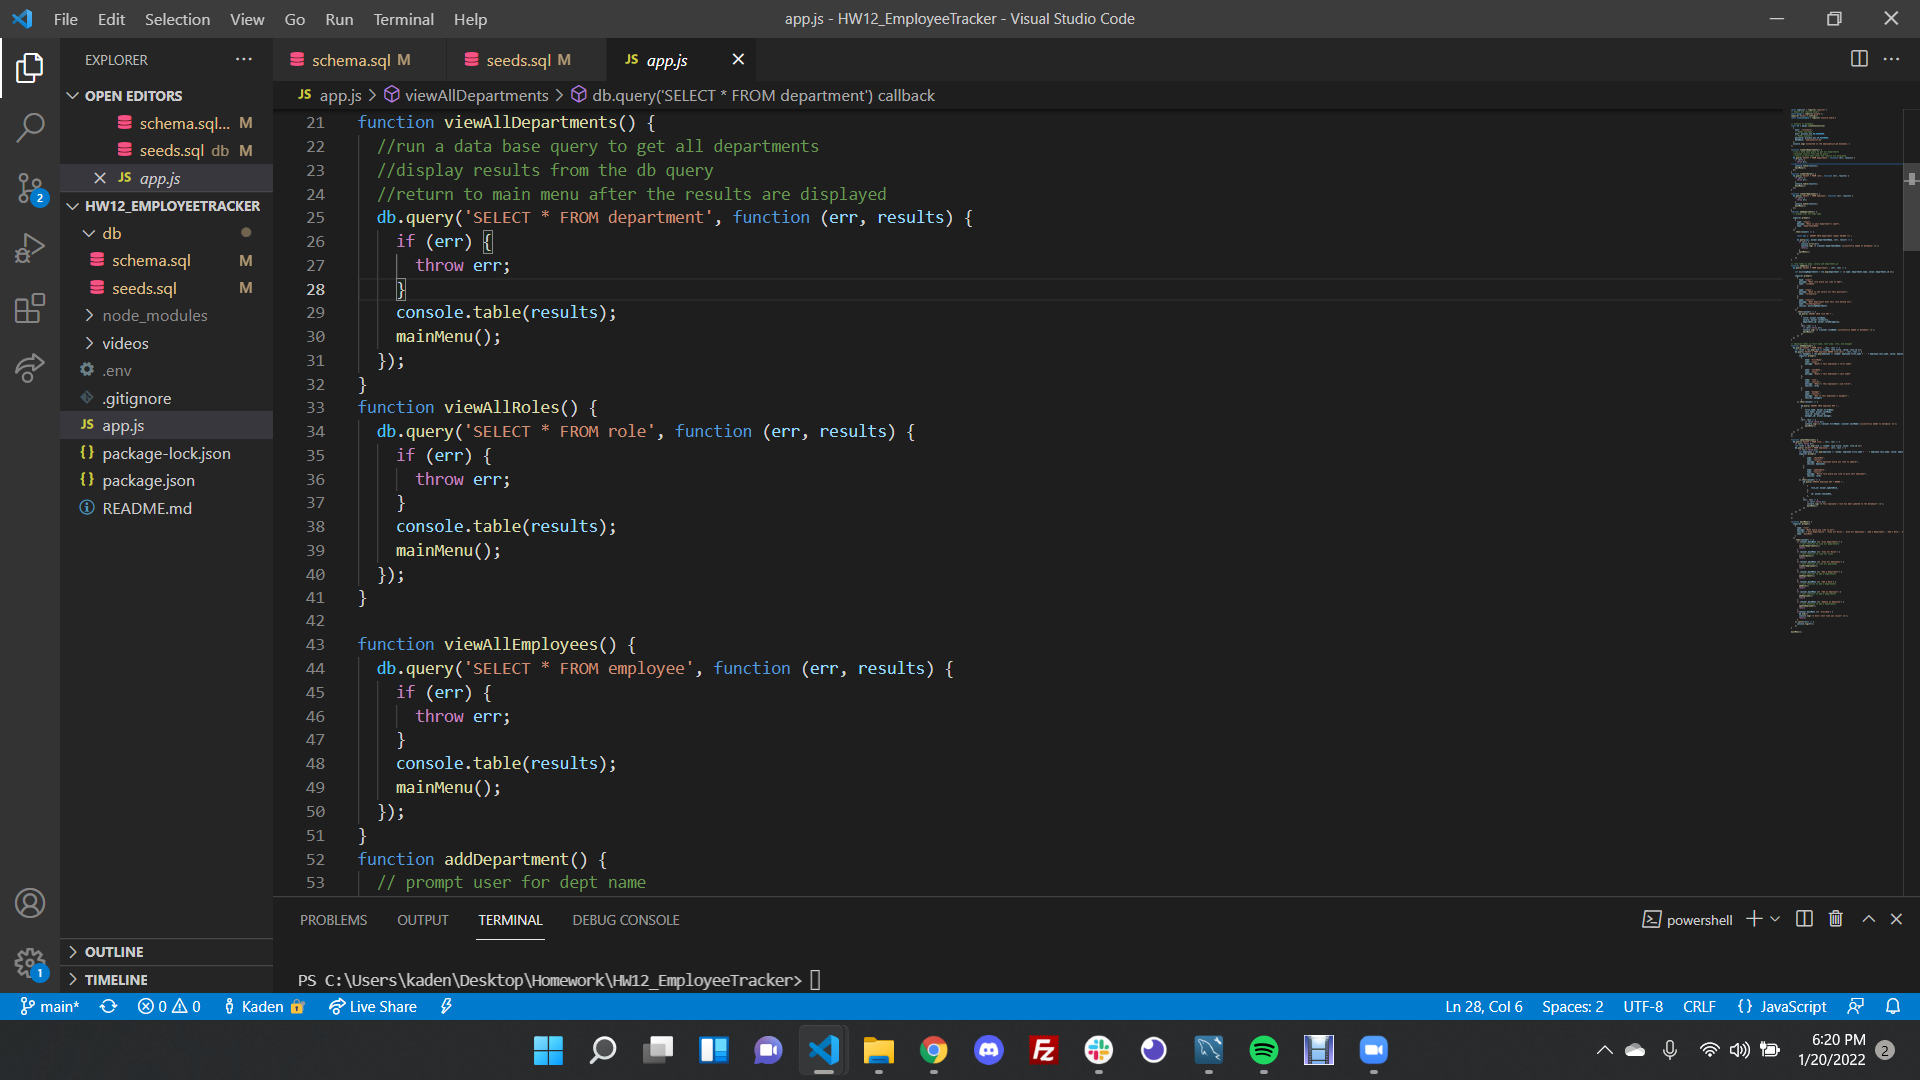 File Edit Selection View Go Run Terminal Help
app.js - HW12_EmployeeTracker - Visual Studio Code
EXPLORER
OPEN EDITORS
schema.sql... M
seeds.sql db M
JS app.js
HW12_EMPLOYEETRACKER
db
schema.sql M
seeds.sql M
node_modules
videos
.env
.gitignore
JS app.js
{} package-lock.json
{} package.json
README.md
OUTLINE
TIMELINE
2
1
schema.sql M
seeds.sql M
JS app.js
JS app.js > viewAllDepartments > db.query('SELECT * FROM department') callback
21 function viewAllDepartments() {
22 //run a data base query to get all departments
23 //display results from the db query
24 //return to main menu after the results are displayed
25 db.query('SELECT * FROM department', function (err, results) {
26 if (err) {
27 throw err;
28 }
29 console.table(results);
30 mainMenu();
31 });
32 }
33 function viewAllRoles() {
34 db.query('SELECT * FROM role', function (err, results) {
35 if (err) {
36 throw err;
37 }
38 console.table(results);
39 mainMenu();
40 });
41 }
42
43 function viewAllEmployees() {
44 db.query('SELECT * FROM employee', function (err, results) {
45 if (err) {
46 throw err;
47 }
48 console.table(results);
49 mainMenu();
50 });
51 }
52 function addDepartment() {
53 // prompt user for dept name
PROBLEMS OUTPUT TERMINAL DEBUG CONSOLE
powershell
PS C:\Users\kaden\Desktop\Homework\HW12_EmployeeTracker>
main* 0 0 Kaden Live Share
Ln 28, Col 6 Spaces: 2 UTF-8 CRLF {} JavaScript
Fz
6:20 PM
1/20/2022
2